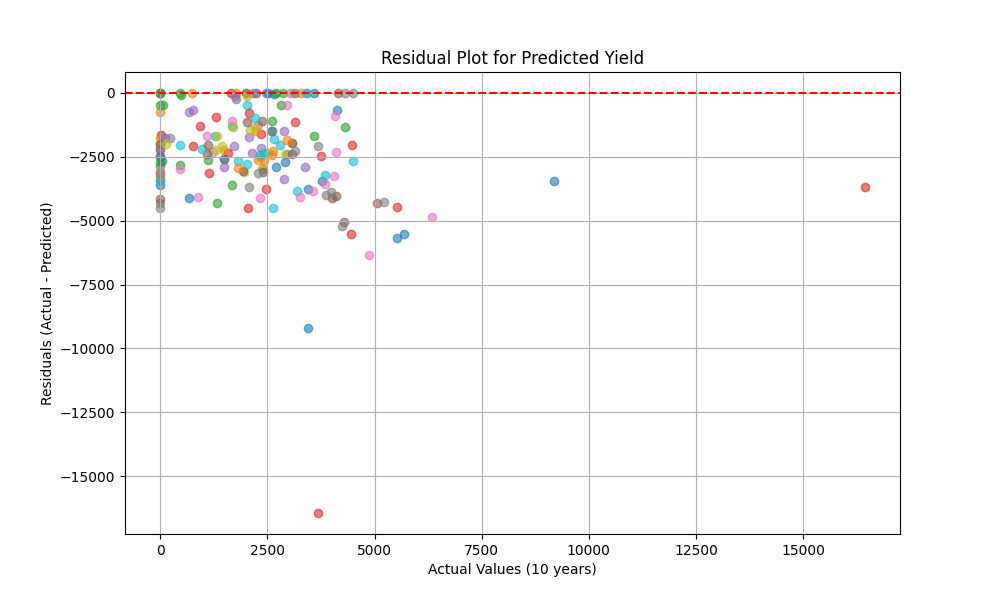 Residual Plot for Predicted Yield
0
−2500
−5000
−7500
−10000
−12500
−15000
Residuals (Actual - Predicted)
0 2500 5000 7500 10000 12500 15000
Actual Values (10 years)